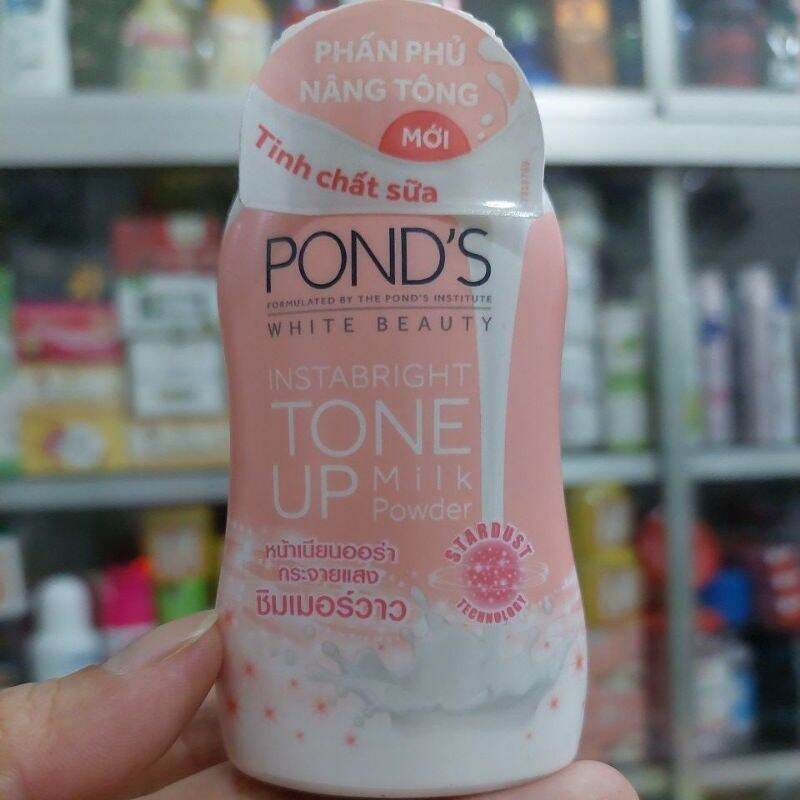 PHẤN PHỦ
NÂNG TÔNG
MỚI
Tinh chất sữa
POND'S
FORMULATED BY THE POND'S INSTITUTE
WHITE BEAUTY
INSTABRIGHT
TONE
UP Milk
Powder
หน้าเนียนออร่า
กระจายแสง
ชิมเมอร์วาว
STARDUST
TECHNOLOGY